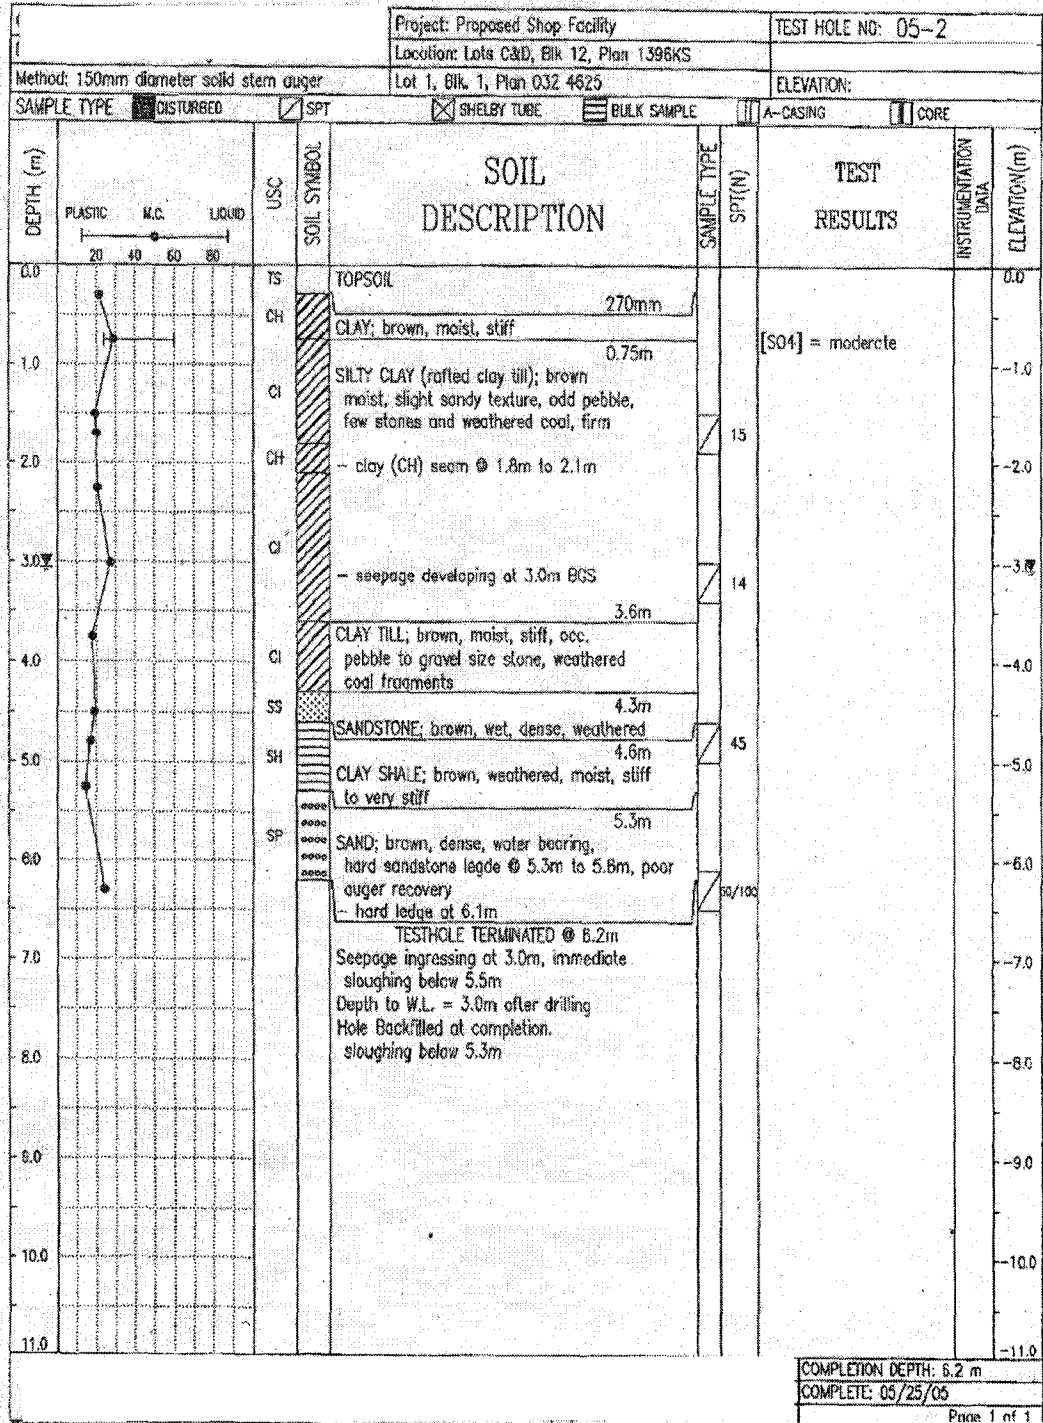 Project: Proposed Shop Facility
TEST HOLE NO: 05-2
Location: Lots C&D, Blk 12, Plan 1396KS
Method: 150mm diameter solid stem auger
Lot 1, Blk. 1, Plan 032 4625
ELEVATION:
SAMPLE TYPE DISTURBED SPT SHELBY TUBE BULK SAMPLE A-CASING CORE
DEPTH (m)
PLASTIC M.C. LIQUID
20 40 60 80
USC
SOIL SYMBOL
SOIL
DESCRIPTION
SAMPLE TYPE
SPT(N)
TEST
RESULTS
INSTRUMENTATION
DATA
ELEVATION(m)
0.0
1.0
2.0
3.0
4.0
5.0
6.0
7.0
8.0
9.0
10.0
11.0
TS
CH
CI
CH
CI
CI
SS
SH
SP
TOPSOIL
270mm
CLAY; brown, moist, stiff
0.75m
SILTY CLAY (rafted clay till); brown
moist, slight sandy texture, odd pebble,
few stones and weathered coal, firm
- clay (CH) seam @ 1.8m to 2.1m
- seepage developing at 3.0m BGS
3.6m
CLAY TILL; brown, moist, stiff, occ.
pebble to gravel size stone, weathered
coal fragments
4.3m
SANDSTONE; brown, wet, dense, weathered
4.6m
CLAY SHALE; brown, weathered, moist, stiff
to very stiff
5.3m
SAND; brown, dense, water bearing,
hard sandstone legde @ 5.3m to 5.6m, poor
auger recovery
- hard ledge at 6.1m
TESTHOLE TERMINATED @ 6.2m
Seepage ingressing at 3.0m, immediate
sloughing below 5.5m
Depth to W.L. = 3.0m after drilling
Hole Backfilled at completion.
sloughing below 5.3m
15
14
45
50/100
[SO4] = moderate
0.0
-1.0
-2.0
-3.0
-4.0
-5.0
-6.0
-7.0
-8.0
-9.0
-10.0
-11.0
COMPLETION DEPTH: 6.2 m
COMPLETE: 05/25/05
Page 1 of 1